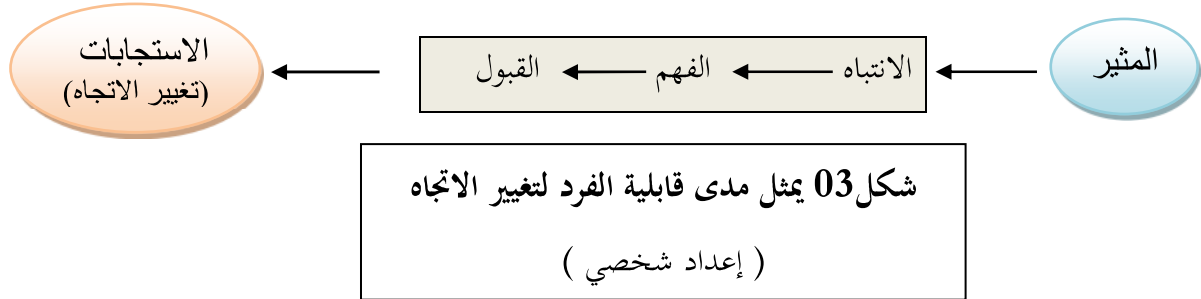 المثير
الانتباه
الفهم
القبول
الاستجابات
(تغيير الاتجاه)
شكل03 يمثل مدى قابلية الفرد لتغيير الاتجاه
( إعداد شخصي )